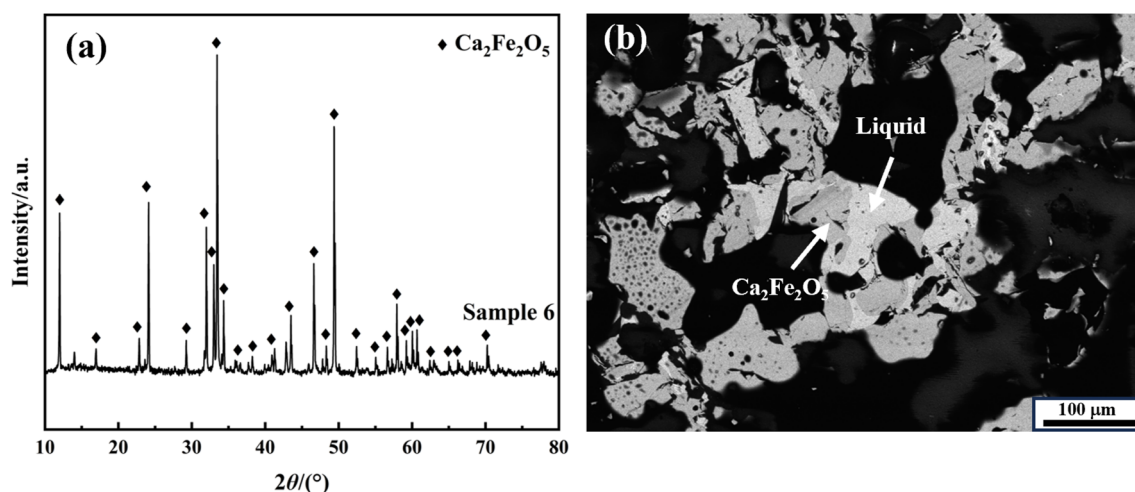 (a)
◆ Ca₂Fe₂O₅
Sample 6
Intensity/a.u.
10 20 30 40 50 60 70 80
2θ/(°)
(b)
Liquid
Ca₂Fe₂O₅
100 μm